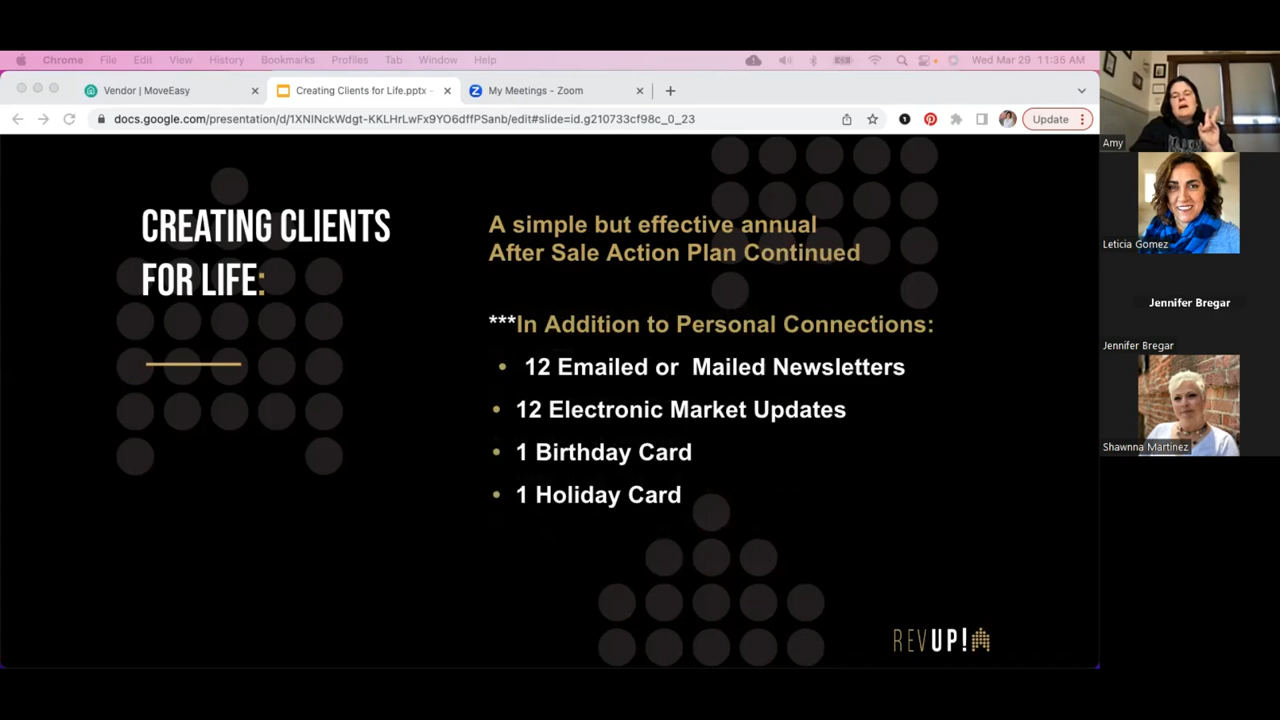 Chrome File Edit View History Bookmarks Profiles Tab Window Help Wed Mar 29 11:35 AM
Vendor | MoveEasy
Creating Clients for Life.pptx -
My Meetings - Zoom
docs.google.com/presentation/d/1XNINckWdgt-KKLHrLwFx9YO6dffPSanb/edit#slide=id.g210733cf98c_0_23
Update
CREATING CLIENTS
FOR LIFE:
A simple but effective annual
After Sale Action Plan Continued
***In Addition to Personal Connections:
• 12 Emailed or Mailed Newsletters
• 12 Electronic Market Updates
• 1 Birthday Card
• 1 Holiday Card
REVUP!
Amy
Leticia Gomez
Jennifer Bregar
Jennifer Bregar
Shawnna Martinez